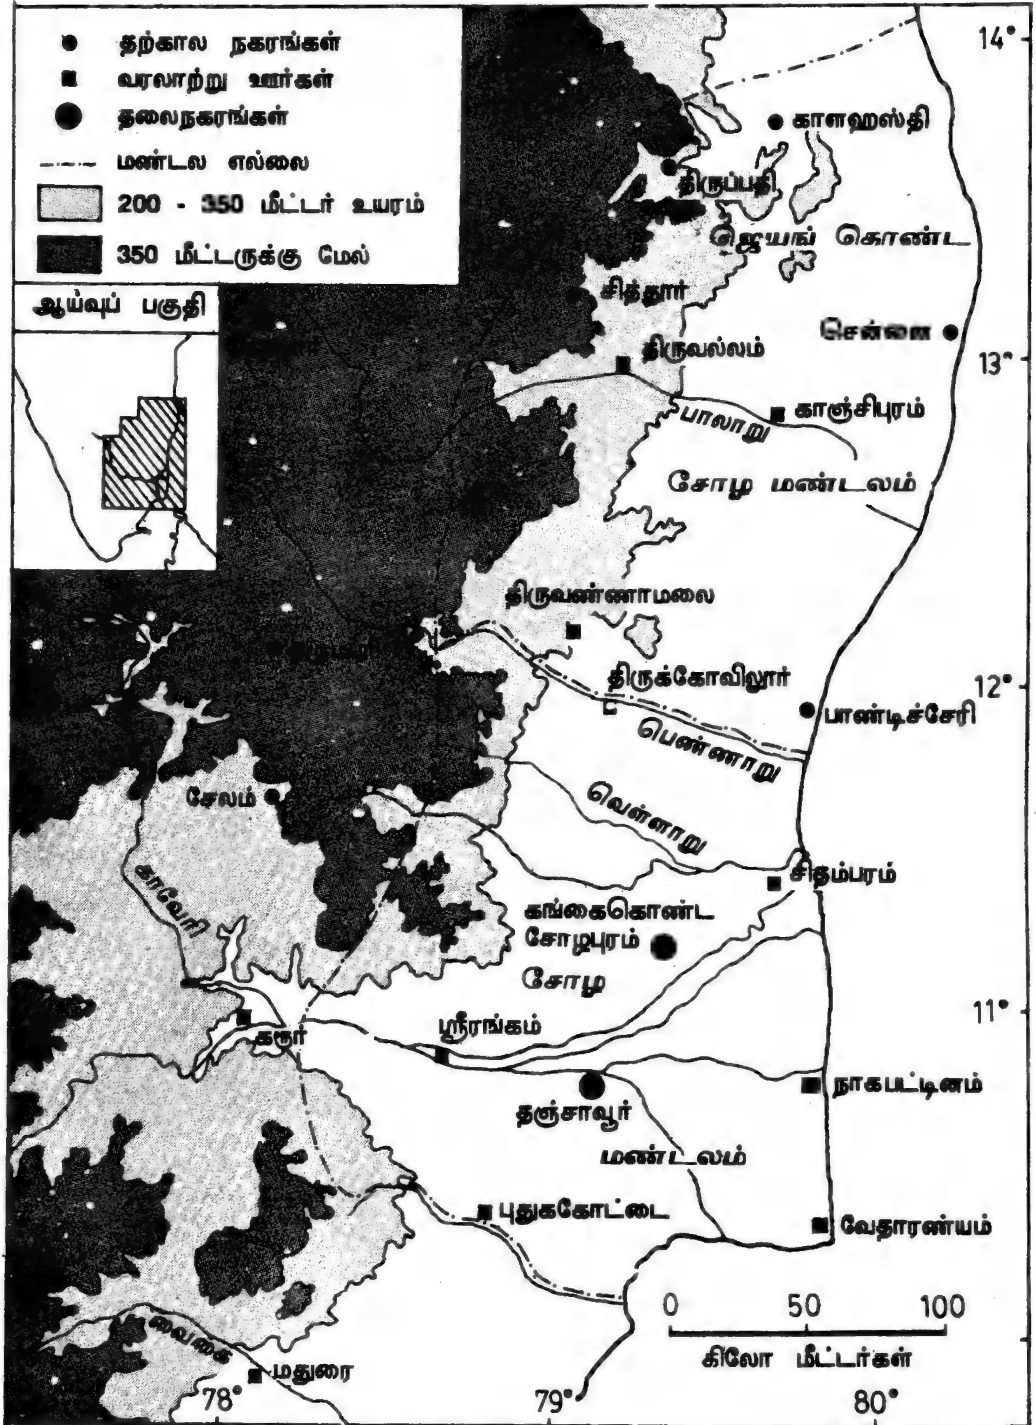 தற்கால நகரங்கள்
வரலாற்று ஊர்கள்
தலைநகரங்கள்
மண்டல எல்லை
200 - 350 மீட்டர் உயரம்
350 மீட்டருக்கு மேல்
ஆய்வுப் பகுதி
14°
காளஹஸ்தி
திருப்பதி
ஜெயங் கொண்ட
சித்தூர்
சென்னை
திருவல்லம்
13°
பாலாறு
காஞ்சிபுரம்
சோழ மண்டலம்
திருவண்ணாமலை
திருக்கோவிலூர்
12°
பாண்டிச்சேரி
பெண்ணாறு
சேலம்
வெள்ளாறு
சிதம்பரம்
காவேரி
கங்கைகொண்ட
சோழபுரம்
சோழ
11°
ஸ்ரீரங்கம்
கரூர்
நாகபட்டினம்
தஞ்சாவூர்
மண்டலம்
புதுககோட்டை
வேதாரண்யம்
0 50 100
கிலோ மீட்டர்கள்
வைகை
மதுரை
78° 79° 80°